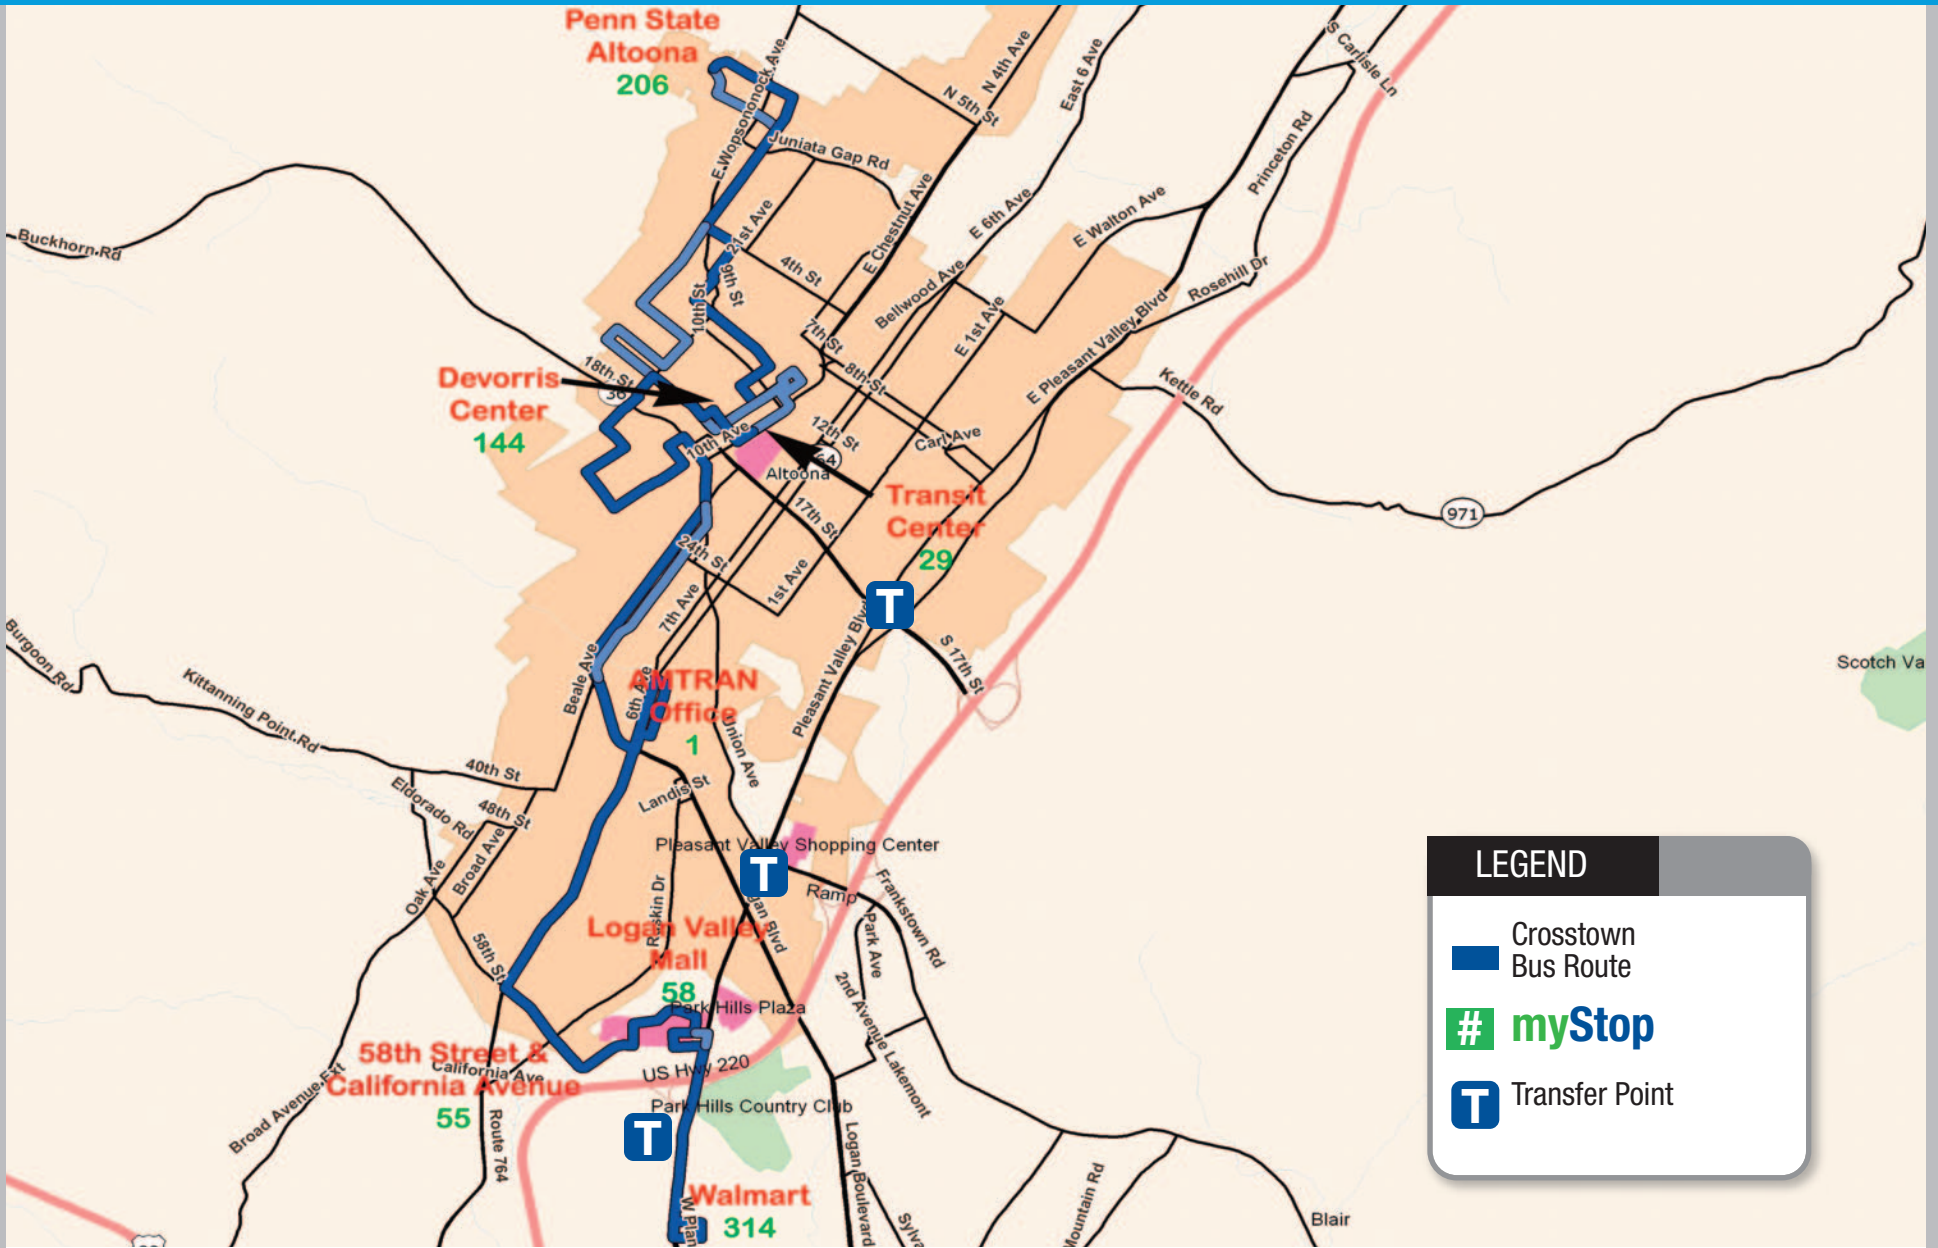 Penn State
Altoona
206
E Wopsononock Ave
Juniata Gap Rd
N 5th St
N 4th Ave
East 6 Ave
S Carlisle Ln
Princeton Rd
Buckhorn Rd
21st Ave
9th St
10th St
4th St
E Chestnut Ave
E 6th Ave
E Walton Ave
Rosehill Dr
Bellwood Ave
E 1st Ave
E Pleasant Valley Blvd
7th St
8th St
Kettle Rd
18th St
36
Devorris
Center
144
10th Ave
12th St
Carl Ave
Altoona
Transit
Center
29
17th St
971
24th St
1st Ave
7th Ave
T
S 17th St
Pleasant Valley Blvd
Burgoon Rd
Kittanning Point Rd
Beale Ave
6th Ave
AMTRAN
Office
1
Union Ave
Scotch Va
40th St
Eldorado Rd
48th St
Broad Ave
Oak Ave
Landis St
Pleasant Valley Shopping Center
T
Ramp
Frankstown Rd
Park Ave
Logan Valley
Mall
58
58th St
Park Hills Plaza
2nd Avenue Lakemont
58th Street &
California Avenue
55
California Ave
US Hwy 220
Park Hills Country Club
T
Broad Avenue Ext
Route 764
Logan Boulevard
Walmart
314
W Plan
Sylva
Mountain Rd
Blair
LEGEND
Crosstown
Bus Route
# myStop
T Transfer Point